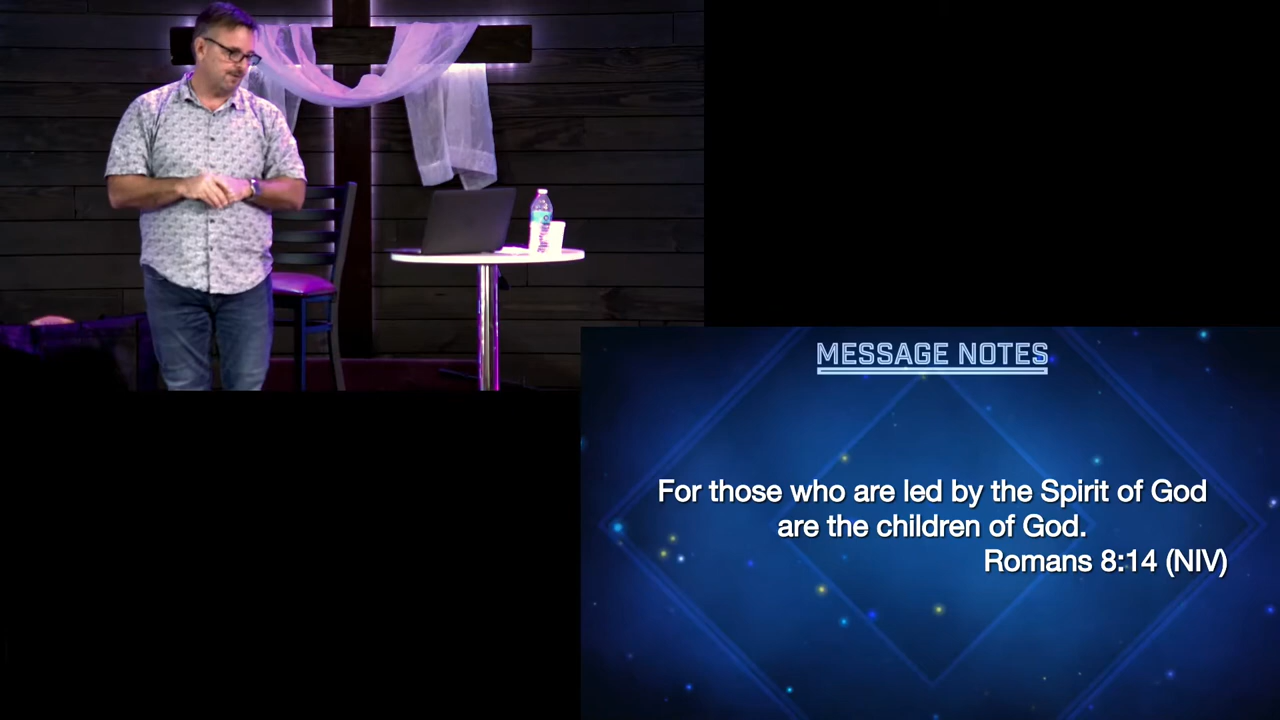 MESSAGE NOTES
For those who are led by the Spirit of God
are the children of God.
Romans 8:14 (NIV)